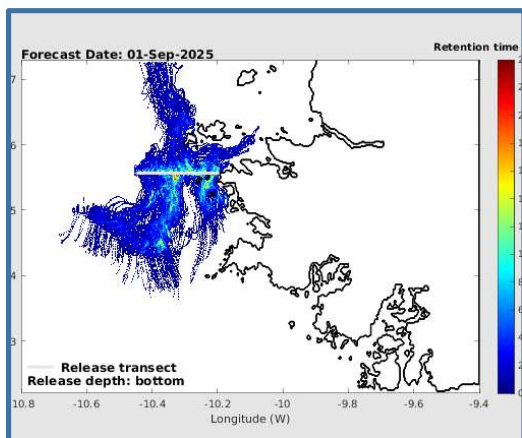 Forecast Date: 01-Sep-2025
Retention time
7
6
5
4
3
Release transect
Release depth: bottom
10.8
-10.6
-10.4
-10.2
-10
-9.8
-9.6
-9.4
Longitude (W)